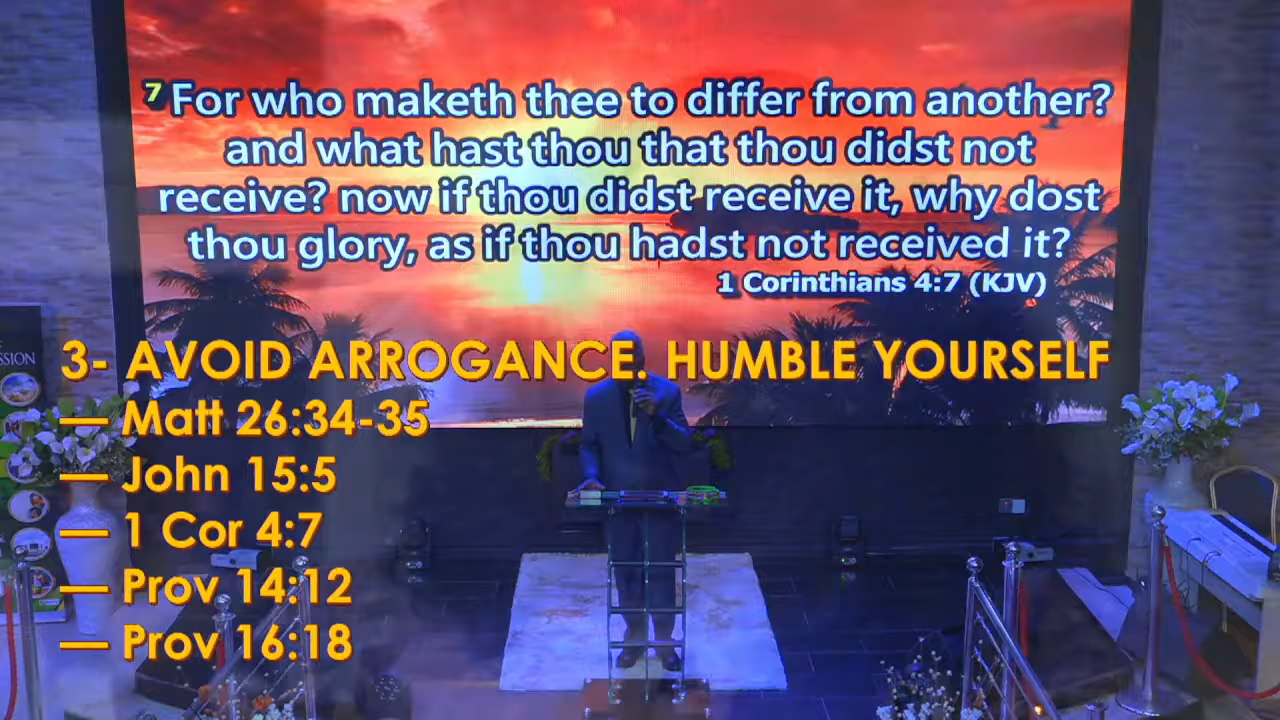 7 For who maketh thee to differ from another?
and what hast thou that thou didst not
receive? now if thou didst receive it, why dost
thou glory, as if thou hadst not received it?
1 Corinthians 4:7 (KJV)
SSION
3- AVOID ARROGANCE. HUMBLE YOURSELF
— Matt 26:34-35
— John 15:5
— 1 Cor 4:7
— Prov 14:12
— Prov 16:18